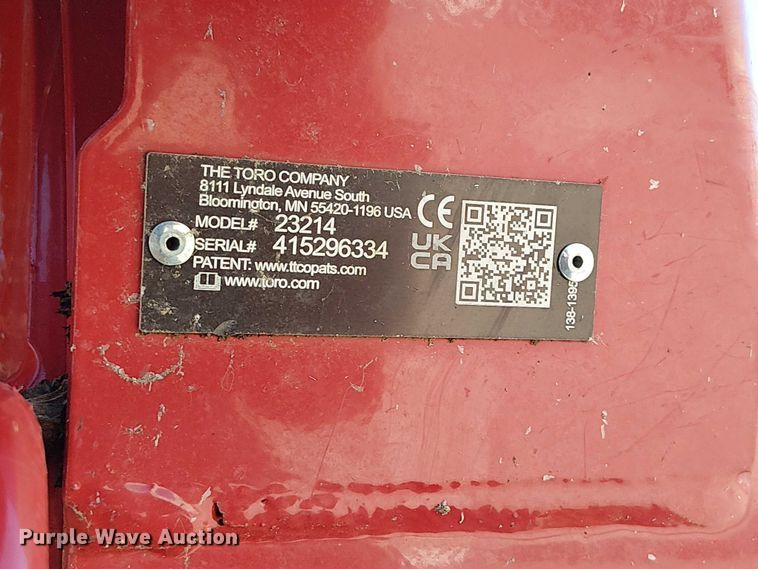 THE TORO COMPANY
8111 Lyndale Avenue South
Bloomington, MN 55420-1196 USA
MODEL# 23214
SERIAL# 415296334
PATENT: www.ttcopats.com
www.toro.com
CE
UK
CA
Purple Wave Auction